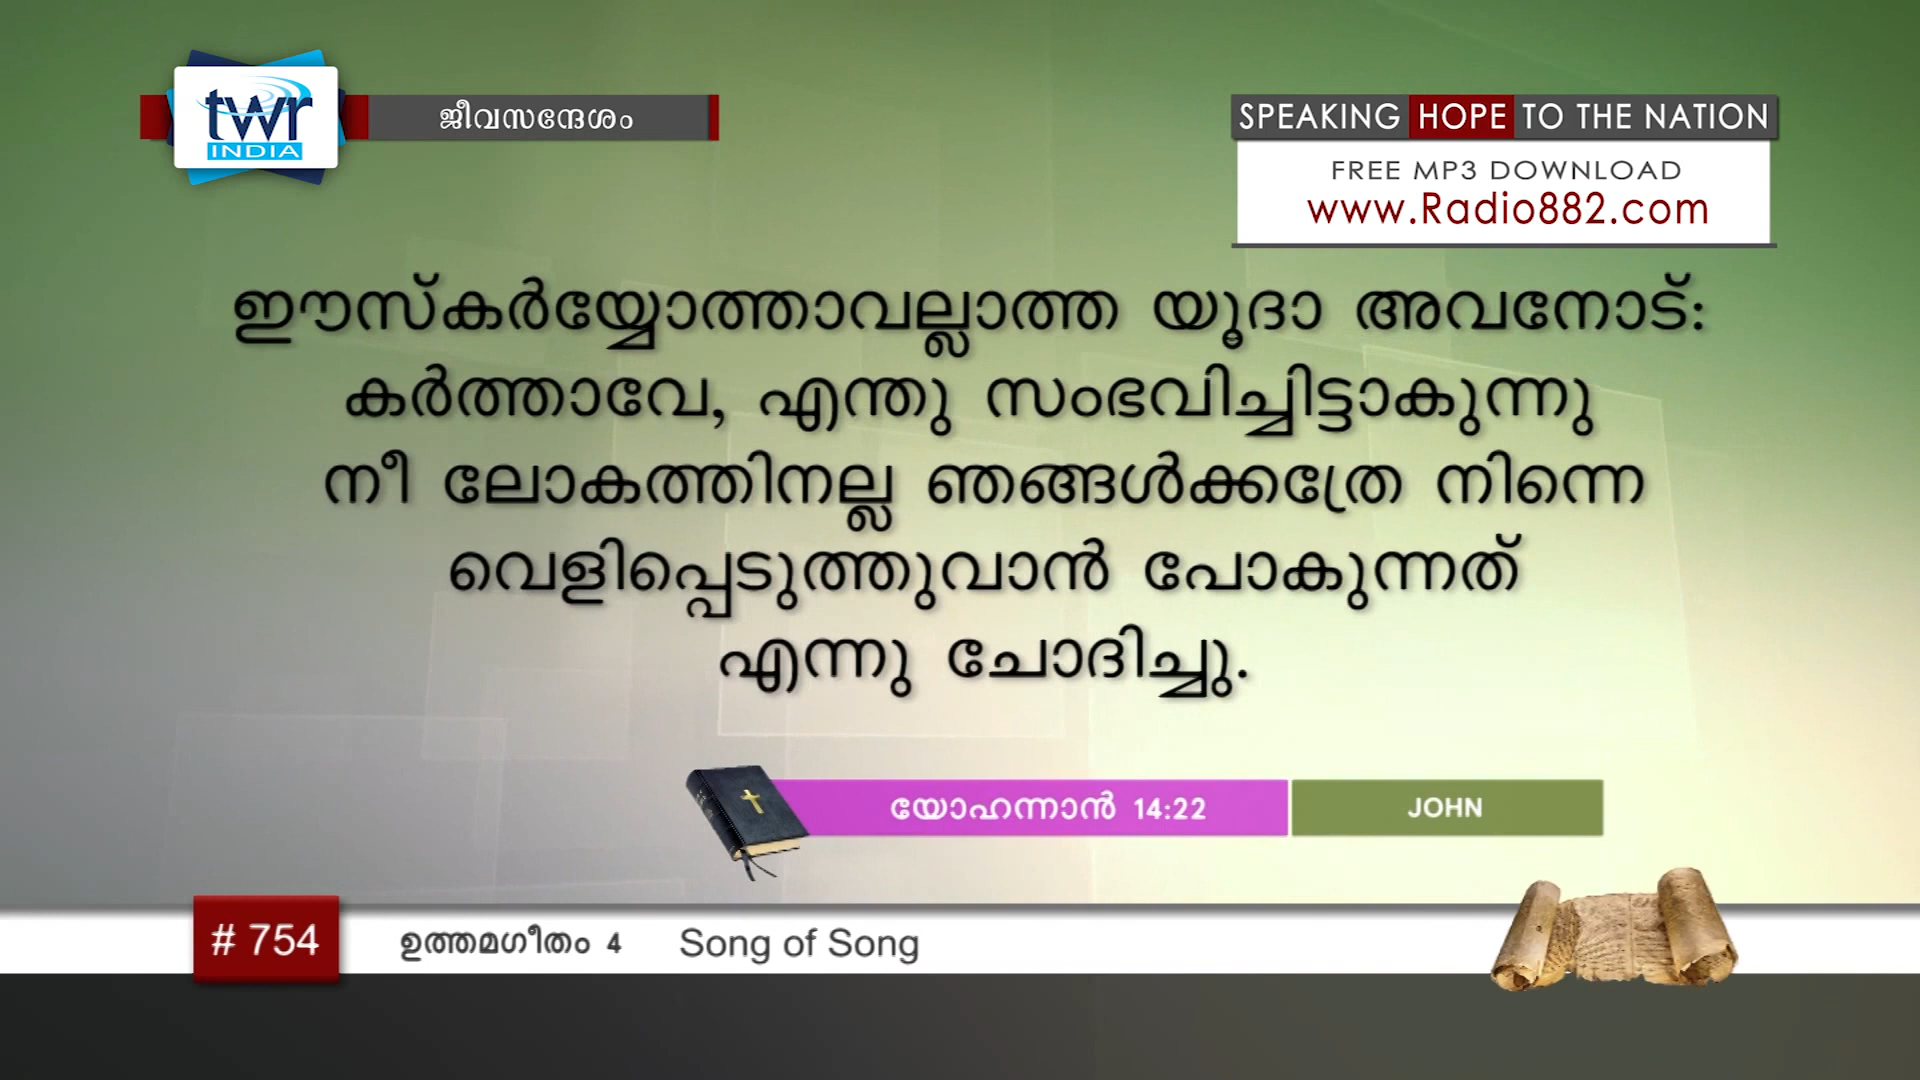 twr
INDIA
ജീവസന്ദേശം
SPEAKING HOPE TO THE NATION
FREE MP3 DOWNLOAD
www.Radio882.com
ഈസ്കർയ്യോത്താവല്ലാത്ത യൂദാ അവനോട്:
കർത്താവേ, എന്തു സംഭവിച്ചിട്ടാകുന്നു
നീ ലോകത്തിനല്ല ഞങ്ങൾക്കത്രേ നിന്നെ
വെളിപ്പെടുത്തുവാൻ പോകുന്നത്
എന്നു ചോദിച്ചു.
യോഹന്നാൻ 14:22
JOHN
# 754
ഉത്തമഗീതം 4 Song of Song